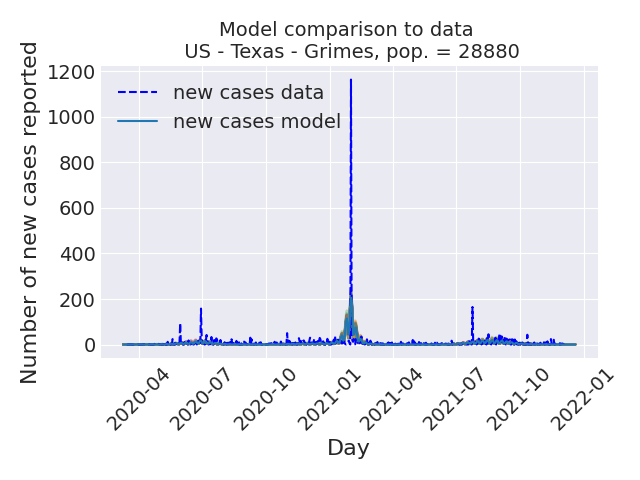 Model comparison to data
US - Texas - Grimes, pop. = 28880
Number of new cases reported
1200
1000
800
600
400
200
0
new cases data
new cases model
2020-04
2020-07
2020-10
2021-01
2021-04
2021-07
2021-10
2022-01
Day